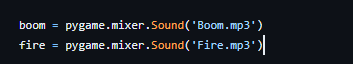 boom = pygame.mixer.Sound('Boom.mp3')
fire = pygame.mixer.Sound('Fire.mp3')